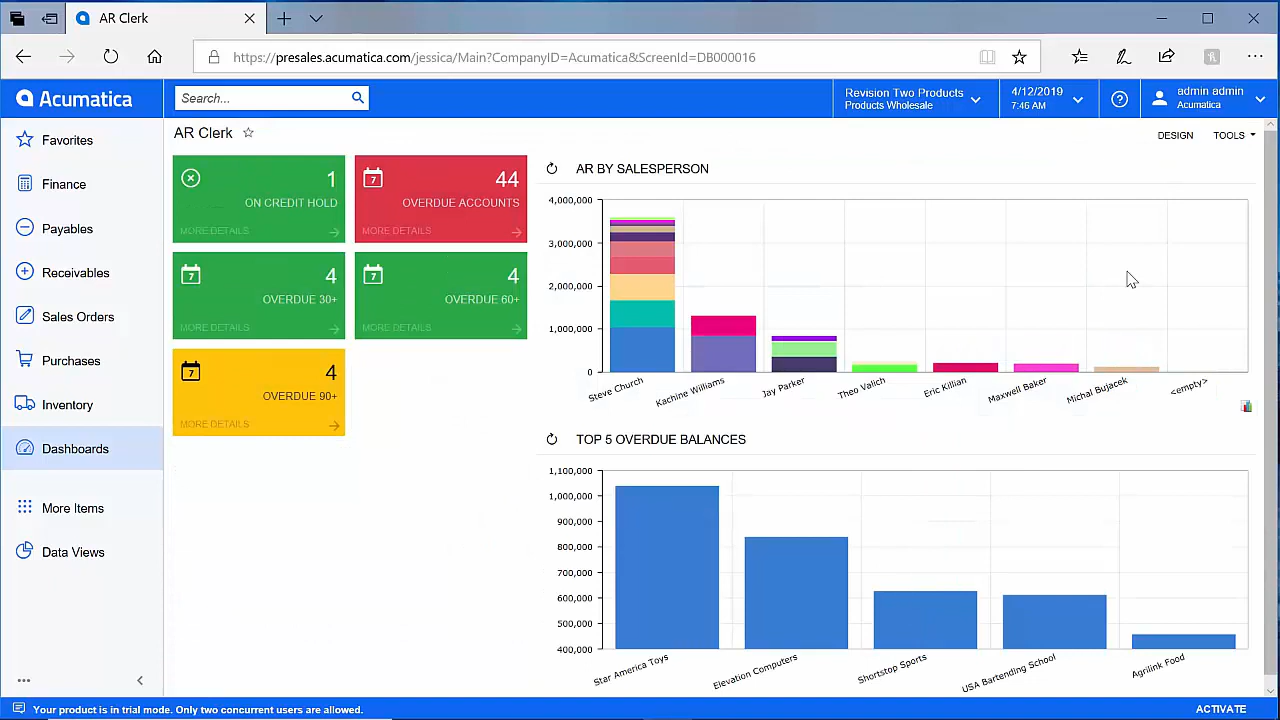 AR Clerk
https://presales.acumatica.com/jessica/Main?CompanyID=Acumatica&ScreenId=DB000016
Acumatica
Search...
Revision Two Products
Products Wholesale
4/12/2019
7:46 AM
admin admin
Acumatica
Favorites
Finance
Payables
Receivables
Sales Orders
Purchases
Inventory
Dashboards
More Items
Data Views
AR Clerk
DESIGN
TOOLS
1
ON CREDIT HOLD
MORE DETAILS
7
44
OVERDUE ACCOUNTS
MORE DETAILS
7
4
OVERDUE 30+
MORE DETAILS
7
4
OVERDUE 60+
MORE DETAILS
7
4
OVERDUE 90+
MORE DETAILS
AR BY SALESPERSON
4,000,000
3,000,000
2,000,000
1,000,000
0
Steve Church
Kachine Williams
Jay Parker
Theo Valich
Eric Killian
Maxwell Baker
Michal Bujacek
<empty>
TOP 5 OVERDUE BALANCES
1,100,000
1,000,000
900,000
800,000
700,000
600,000
500,000
400,000
Star America Toys
Elevation Computers
Shortstop Sports
USA Bartending School
Agrilink Food
Your product is in trial mode. Only two concurrent users are allowed.
ACTIVATE